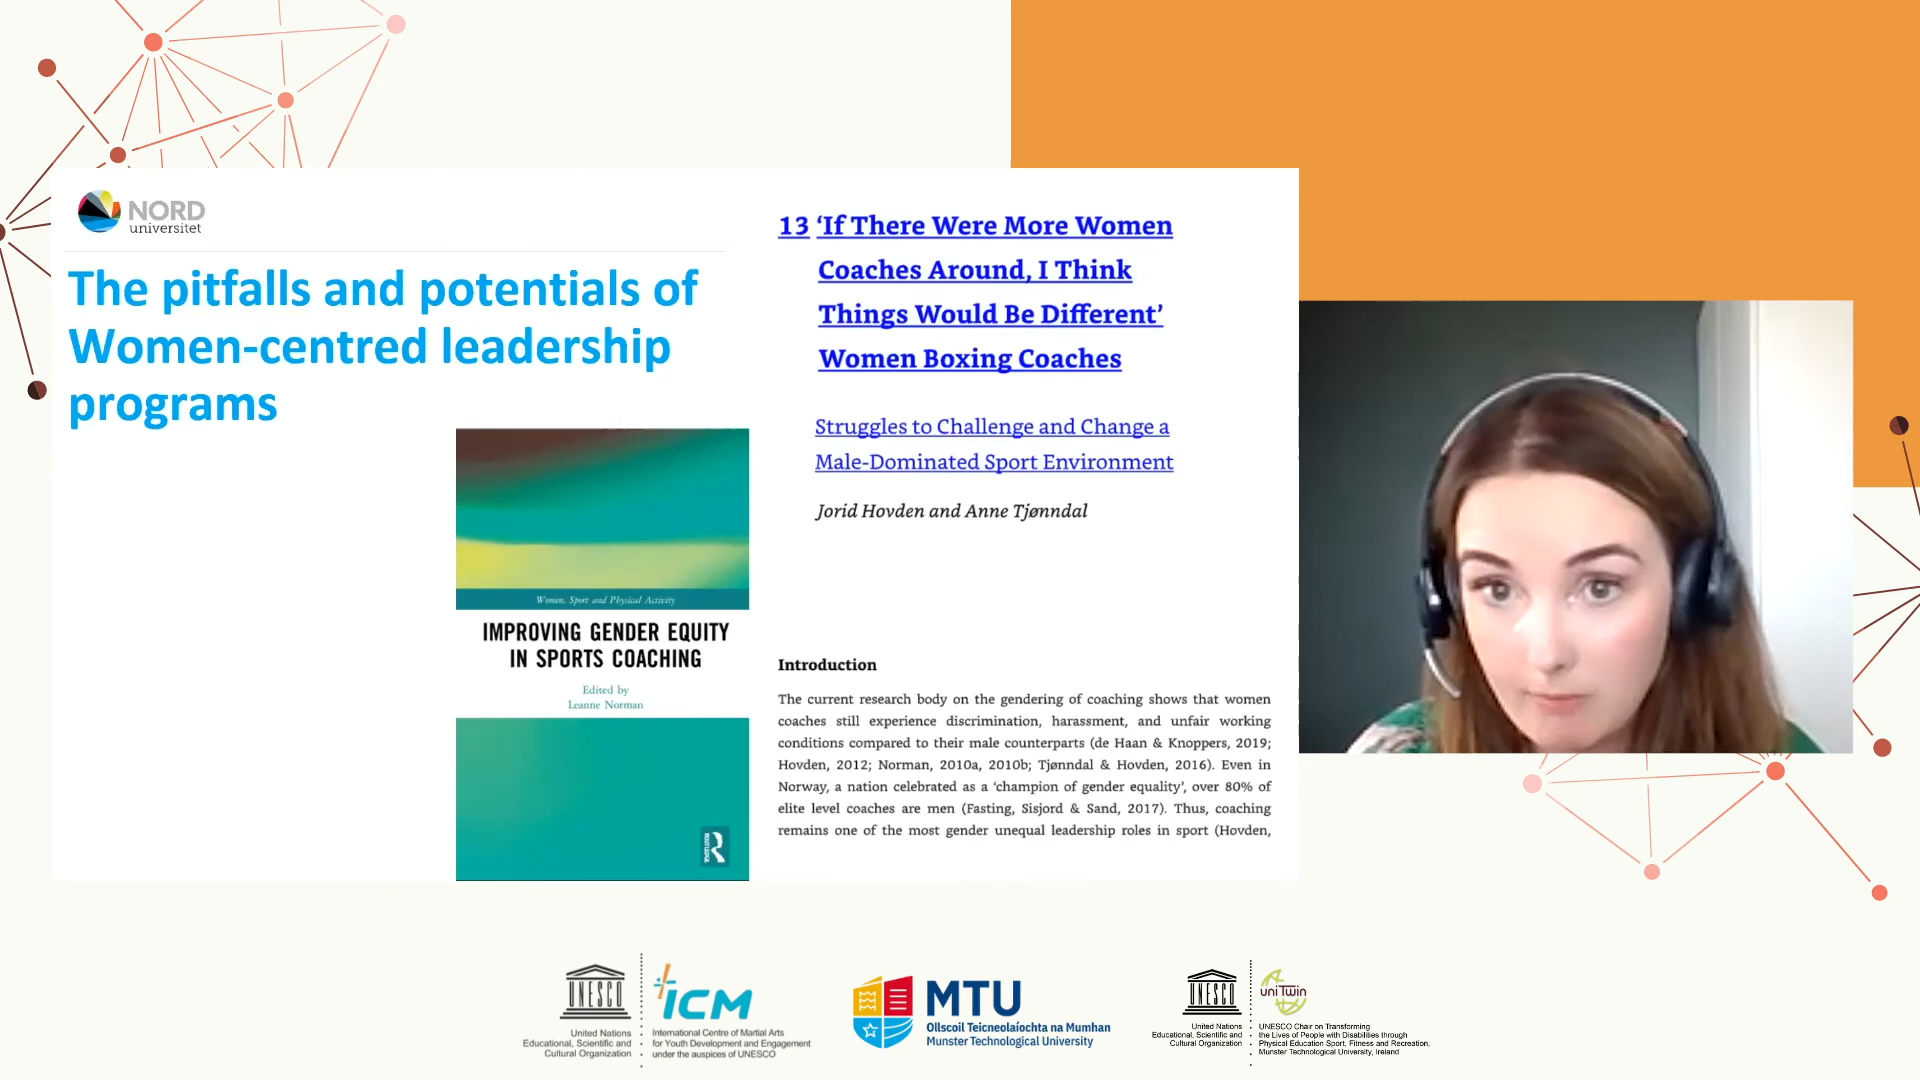 NORD
universitet
The pitfalls and potentials of
Women-centred leadership
programs
Women, Sport and Physical Activity
IMPROVING GENDER EQUITY
IN SPORTS COACHING
Edited by
Leanne Norman
ROUTLEDGE
13 ‘If There Were More Women
Coaches Around, I Think
Things Would Be Different’
Women Boxing Coaches
Struggles to Challenge and Change a
Male-Dominated Sport Environment
Jorid Hovden and Anne Tjønndal
Introduction
The current research body on the gendering of coaching shows that women
coaches still experience discrimination, harassment, and unfair working
conditions compared to their male counterparts (de Haan & Knoppers, 2019;
Hovden, 2012; Norman, 2010a, 2010b; Tjønndal & Hovden, 2016). Even in
Norway, a nation celebrated as a ‘champion of gender equality’, over 80% of
elite level coaches are men (Fasting, Sisjord & Sand, 2017). Thus, coaching
remains one of the most gender unequal leadership roles in sport (Hovden,
UNESCO
United Nations
Educational, Scientific and
Cultural Organization
ICM
International Centre of Martial Arts
for Youth Development and Engagement
under the auspices of UNESCO
MTU
Ollscoil Teicneolaíochta na Mumhan
Munster Technological University
UNESCO
United Nations
Educational, Scientific and
Cultural Organization
uniTwin
UNESCO Chair on Transforming
the Lives of People with Disabilities through
Physical Education Sport, Fitness and Recreation,
Munster Technological University, Ireland